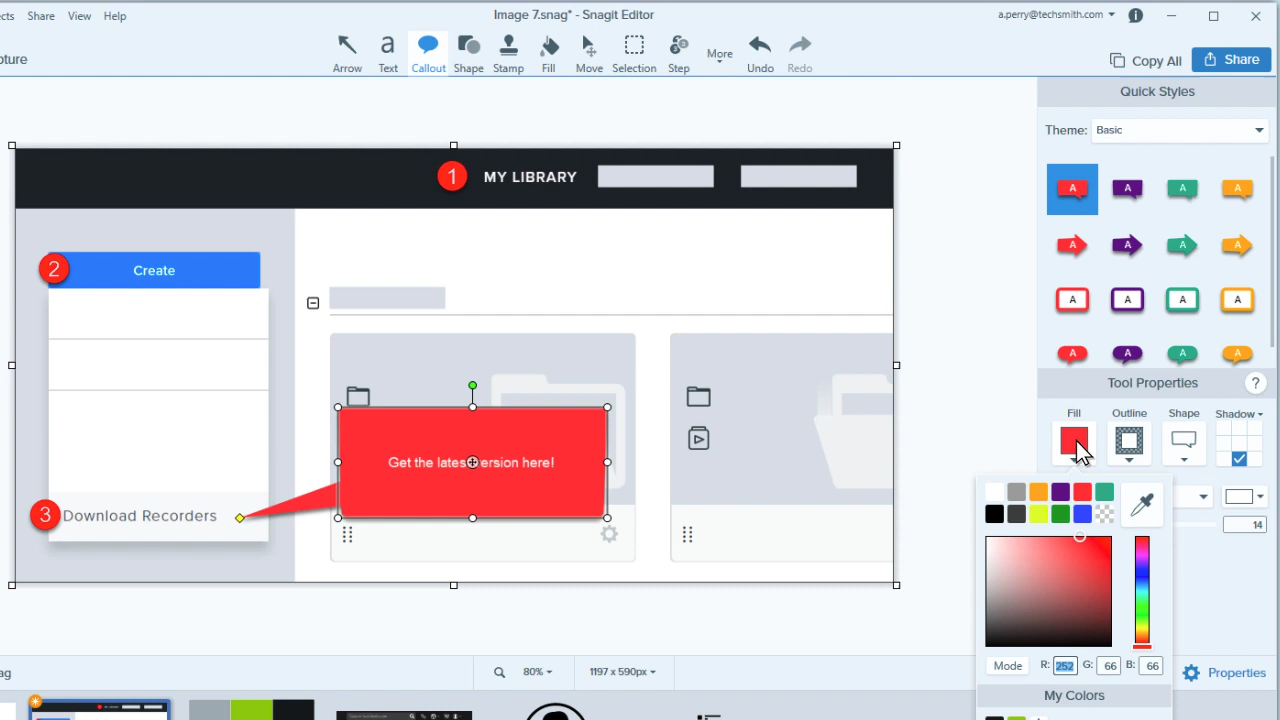 ects Share View Help
Image 7.snag* - Snagit Editor
a.perry@techsmith.com
pture
Arrow
a
Text
Callout
Shape
Stamp
Fill
Move
Selection
Step
More
Undo
Redo
Copy All
Share
Quick Styles
Theme: Basic
A A A A
A A A A
A A A A
A A A A
1 MY LIBRARY
2 Create
3 Download Recorders
Get the latest version here!
Tool Properties ?
Fill Outline Shape Shadow
14
Mode R: 252 G: 66 B: 66
My Colors
ag
80%
1197 x 590px
Properties